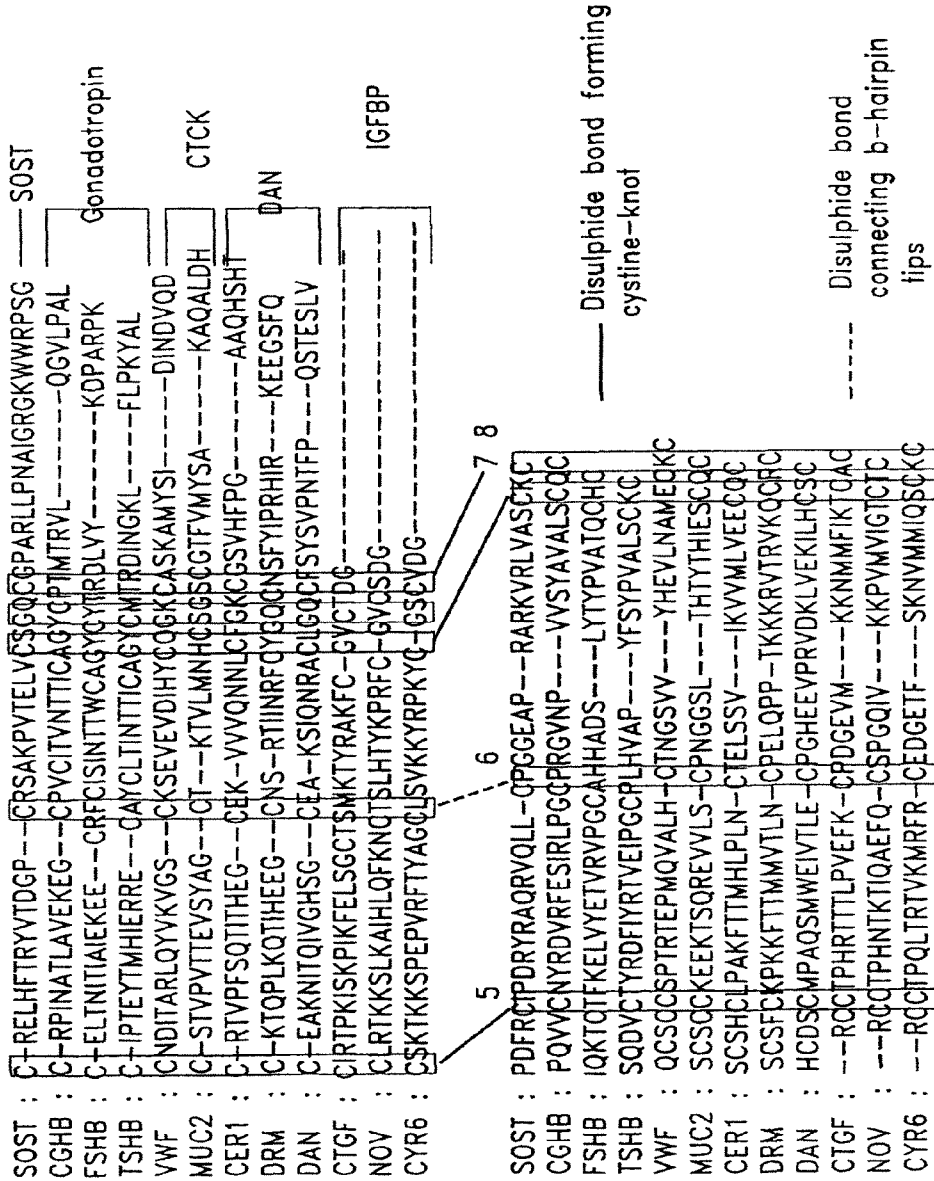 SOST : C-RELHFTRYVTDGP---CRSAKPVTELVCSGQCGPARLLPNAIGRGKWWRPSG — SOST
CGHB : C-RPINATLAVEKEG---CPVCITVNTTICAGYCPTMTRVL------QGVLPAL
FSHB : C-ELTNITIAIEKEE---CRFCISINTTWCAGYCYTRDLVY------KDPARPK Gonadotropin
TSHB : C-IPTEYTMHIERRE---CAYCLTINTTICAGYCMTRDINGKL-----FLPKYAL
VWF : CNDITARLQYVKVGS---CKSEVEVDIHYCQGKCASKAMYSI-----DINDVQD
MUC2 : C-STVPVTTEVSYAG---CT--KTVLMNHCSGSCGTFVMYSA-----KAQALDH CTCK
CER1 : C-RTVPFSQTITHEG---CEK-VVVQNNLCFGKCGSVHFPG------AAQHSHT
DRM : C-KTQPLKQTIHEEG---CNS-RTIINRFCYGQCNSFYIPRHIR---KEEGSFQ DAN
DAN : C-EAKNITQIVGHSG---CEA-KSIQNRACLGQCFSYSVPNTFP---QSTESLV
CTGF : CIRTPKISKPIKFELSGCTSMKTYRAKFC-GVCTDG------------------
NOV : CLRTKKSLKAIHLQFKNCTSLHTYKPRFC-GVCSDG------------------ IGFBP
CYR6 : CSKTKKSPEPVRFTYAGCLSVKKYRPKYC-GSCVDG------------------
5 6 7 8
SOST : PDFRCIPDRYRAQRVQLL-CPGGEAP---RARKVRLVASCKC
CGHB : PQVVCNYRDVRFESIRLPGCPRGVNP---VVSYAVALSCQC
FSHB : IQKTCTFKELVYETVRVPGCAHHADS---LYTYPVATQCHC
TSHB : SQDVCTYRDFIYRTVEIPGCPLHVAP---YFSYPVALSCKC
VWF : QCSCCSPTRTEPMQVALH-CTNGSVV---YHEVLNAMEQKC
MUC2 : SCSCCKEEKTSQREVVLS-CPNGGSL---THTYTHIESCQC
CER1 : SCSHCLPAKFTTMHLPLN-CTELSSV---IKVVMLVEECQC
DRM : SCSFCKPKKFTTMMVTLN-CPELQPP--TKKKRVTRVKQCRC
DAN : HCDSCMPAQSMWEIVTLE-CPGHEEVPRVDKLVEKILHCSC
CTGF : --RCCTPHRTTTLPVEFK-CPDGEVM----KKNMMFIKTCAC
NOV : --RCCTPHNTKTIQAEFQ-CSPGQIV----KKPVMVIGTCTC
CYR6 : --RCCTPQLTRTVKMRFR-CEDGETF----SKNVMMIQSCKC
—— Disulphide bond forming
cystine-knot
----- Disulphide bond
connecting b-hairpin
tips